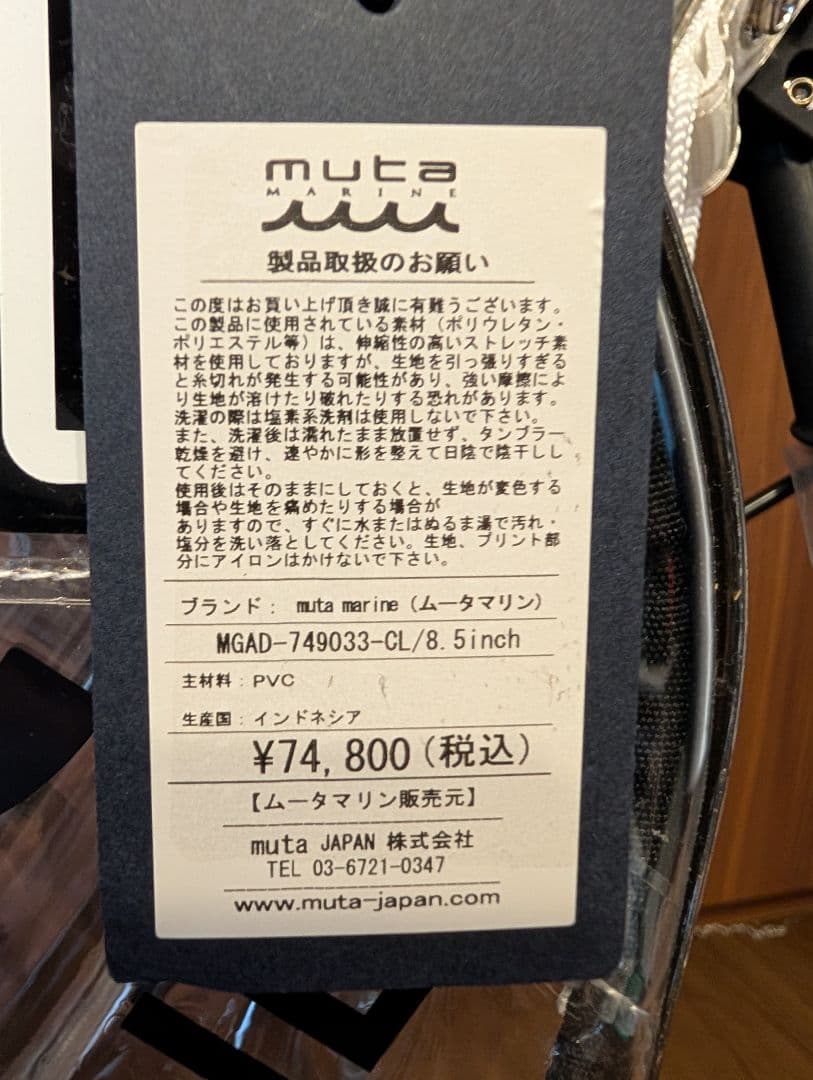 muta
MARINE
製品取扱のお願い
この度はお買い上げ頂き誠に有難うございます。
この製品に使用されている素材（ポリウレタン・
ポリエステル等）は、伸縮性の高いストレッチ素
材を使用しておりますが、生地を引っ張りすぎる
と糸切れが発生する可能性があり、強い摩擦によ
り生地が溶けたり破れたりする恐れがあります。
洗濯の際は塩素系洗剤は使用しないで下さい。
また、洗濯後は濡れたまま放置せず、タンブラー
乾燥を避け、速やかに形を整えて日陰で陰干しし
てください。
使用後はそのままにしておくと、生地が変色する
場合や生地を痛めたりする場合が
ありますので、すぐに水またはぬるま湯で汚れ・
塩分を洗い落としてください。生地、プリント部
分にアイロンはかけないで下さい。
ブランド： muta marine（ムータマリン）
MGAD-749033-CL/8.5inch
主材料：PVC
生産国：インドネシア
¥74,800（税込）
【ムータマリン販売元】
muta JAPAN 株式会社
TEL 03-6721-0347
www.muta-japan.com